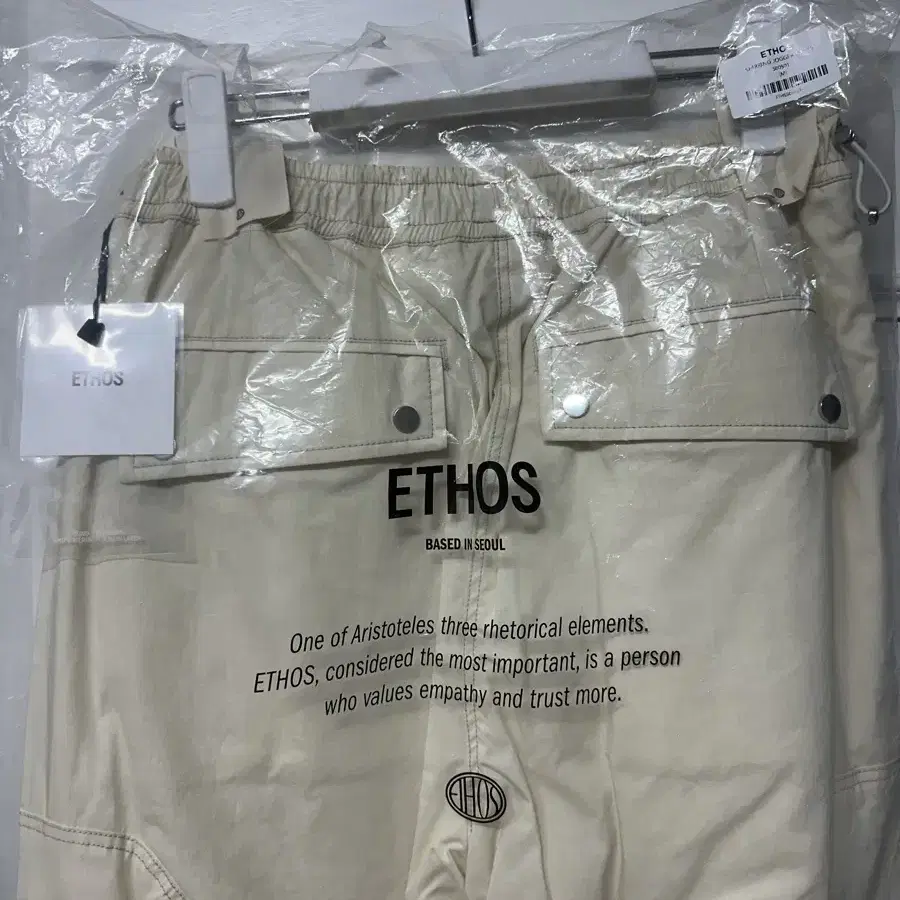 ETHOS
ETHOS
BASED IN SEOUL
One of Aristoteles three rhetorical elements.
ETHOS, considered the most important, is a person
who values empathy and trust more.
ETHOS